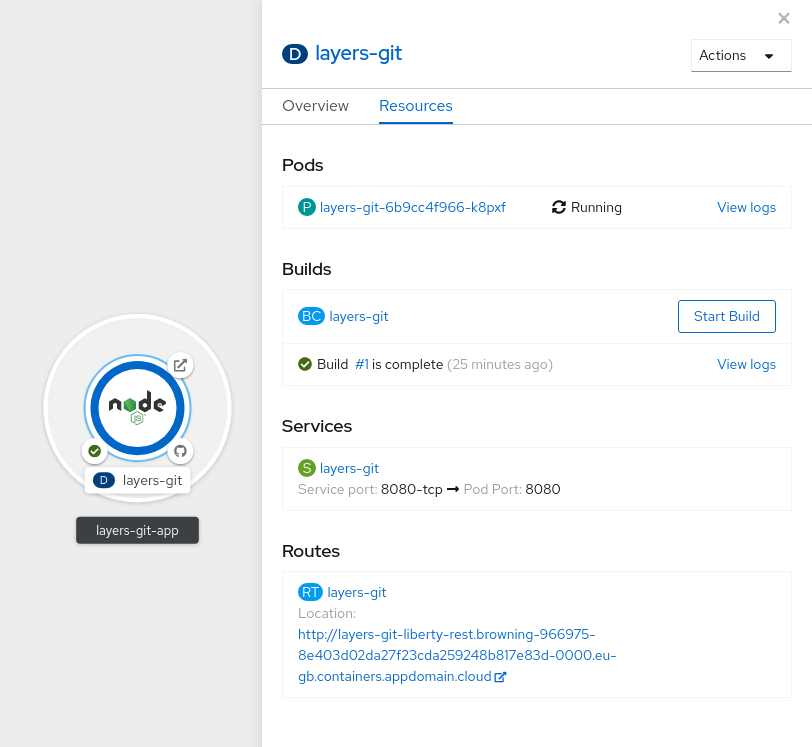 D layers-git
Actions
Overview Resources
Pods
P layers-git-6b9cc4f966-k8pxf Running View logs
Builds
BC layers-git Start Build
Build #1 is complete (25 minutes ago) View logs
Services
S layers-git
Service port: 8080-tcp → Pod Port: 8080
Routes
RT layers-git
Location:
http://layers-git-liberty-rest.browning-966975-
8e403d02da27f23cda259248b817e83d-0000.eu-
gb.containers.appdomain.cloud
node
JS
D layers-git
layers-git-app